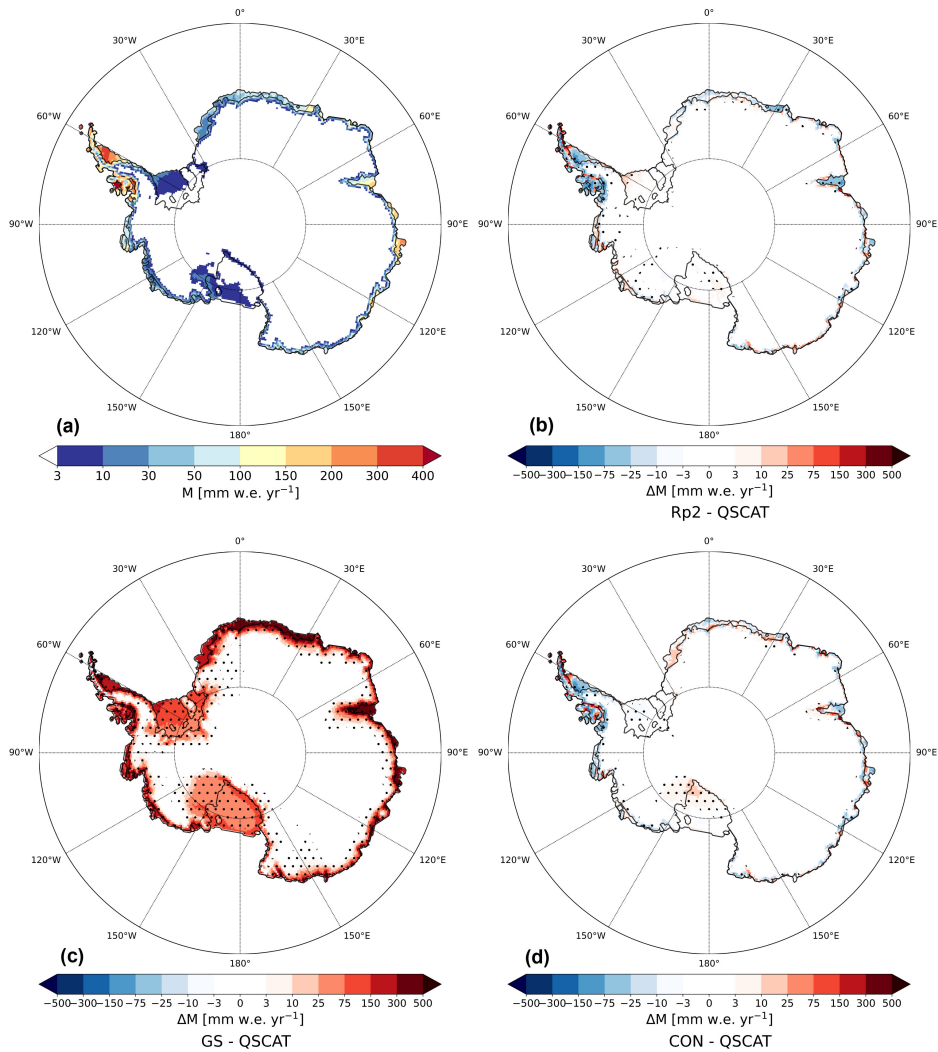 0°
30°W
30°E
60°W
60°E
90°W
90°E
120°W
120°E
150°W
150°E
180°
(a)
3 10 30 50 100 150 200 300 400
M [mm w.e. yr⁻¹]
0°
30°W
30°E
60°W
60°E
90°W
90°E
120°W
120°E
150°W
150°E
180°
(b)
−500−300−150−75 −25 −10 −3 0 3 10 25 75 150 300 500
ΔM [mm w.e. yr⁻¹]
Rp2 - QSCAT
0°
30°W
30°E
60°W
60°E
90°W
90°E
120°W
120°E
150°W
150°E
180°
(c)
−500−300−150−75 −25 −10 −3 0 3 10 25 75 150 300 500
ΔM [mm w.e. yr⁻¹]
GS - QSCAT
0°
30°W
30°E
60°W
60°E
90°W
90°E
120°W
120°E
150°W
150°E
180°
(d)
−500−300−150−75 −25 −10 −3 0 3 10 25 75 150 300 500
ΔM [mm w.e. yr⁻¹]
CON - QSCAT